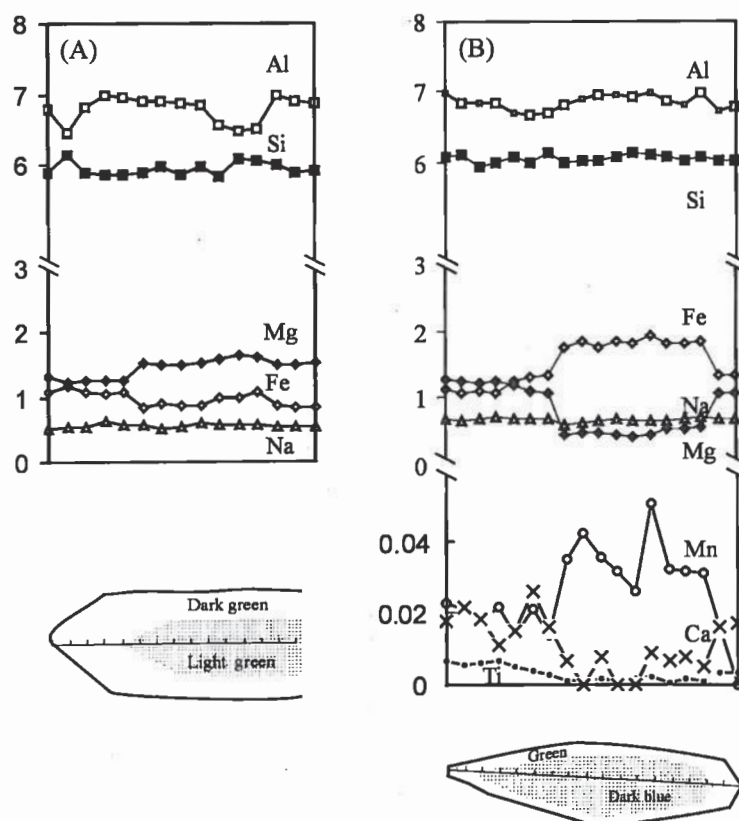 (A)
8
7
6
3
2
1
0
Al
Si
Mg
Fe
Na
Dark green
Light green
(B)
8
7
6
3
2
1
0
0.04
0.02
0
Al
Si
Fe
Na
Mg
Mn
Ca
Ti
Green
Dark blue